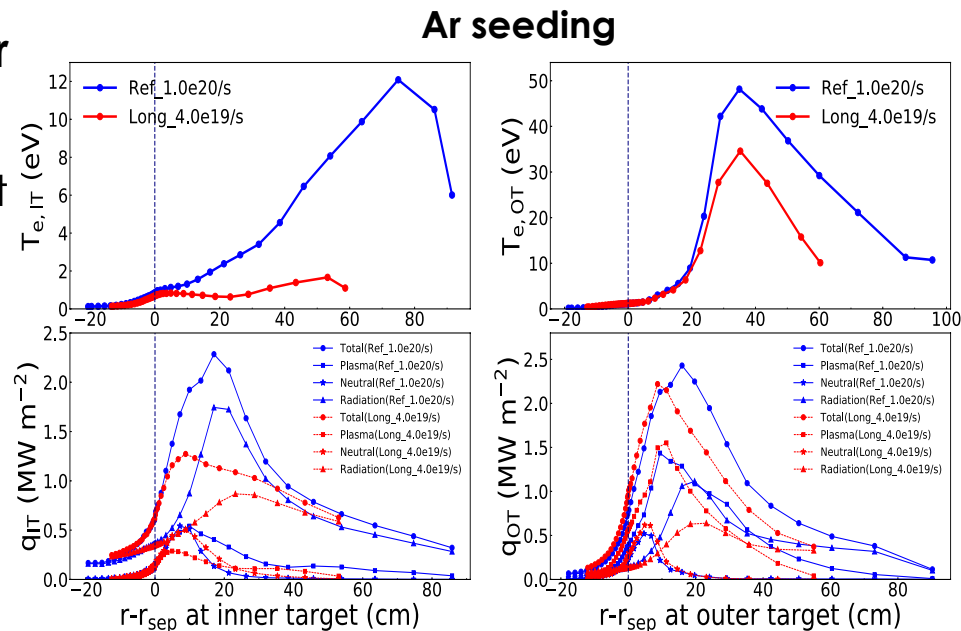 Ar seeding
r
t
12
10
8
6
4
2
0
T_e, IT (eV)
Ref_1.0e20/s
Long_4.0e19/s
−20 0 20 40 60 80
50
40
30
20
10
0
T_e, OT (eV)
Ref_1.0e20/s
Long_4.0e19/s
−20 0 20 40 60 80 100
2.5
2.0
1.5
1.0
0.5
0.0
q_IT (MW m⁻²)
Total(Ref_1.0e20/s)
Plasma(Ref_1.0e20/s)
Neutral(Ref_1.0e20/s)
Radiation(Ref_1.0e20/s)
Total(Long_4.0e19/s)
Plasma(Long_4.0e19/s)
Neutral(Long_4.0e19/s)
Radiation(Long_4.0e19/s)
−20 0 20 40 60 80
r-r_sep at inner target (cm)
2.5
2.0
1.5
1.0
0.5
0.0
q_OT (MW m⁻²)
Total(Ref_1.0e20/s)
Plasma(Ref_1.0e20/s)
Neutral(Ref_1.0e20/s)
Radiation(Ref_1.0e20/s)
Total(Long_4.0e19/s)
Plasma(Long_4.0e19/s)
Neutral(Long_4.0e19/s)
Radiation(Long_4.0e19/s)
−20 0 20 40 60 80
r-r_sep at outer target (cm)